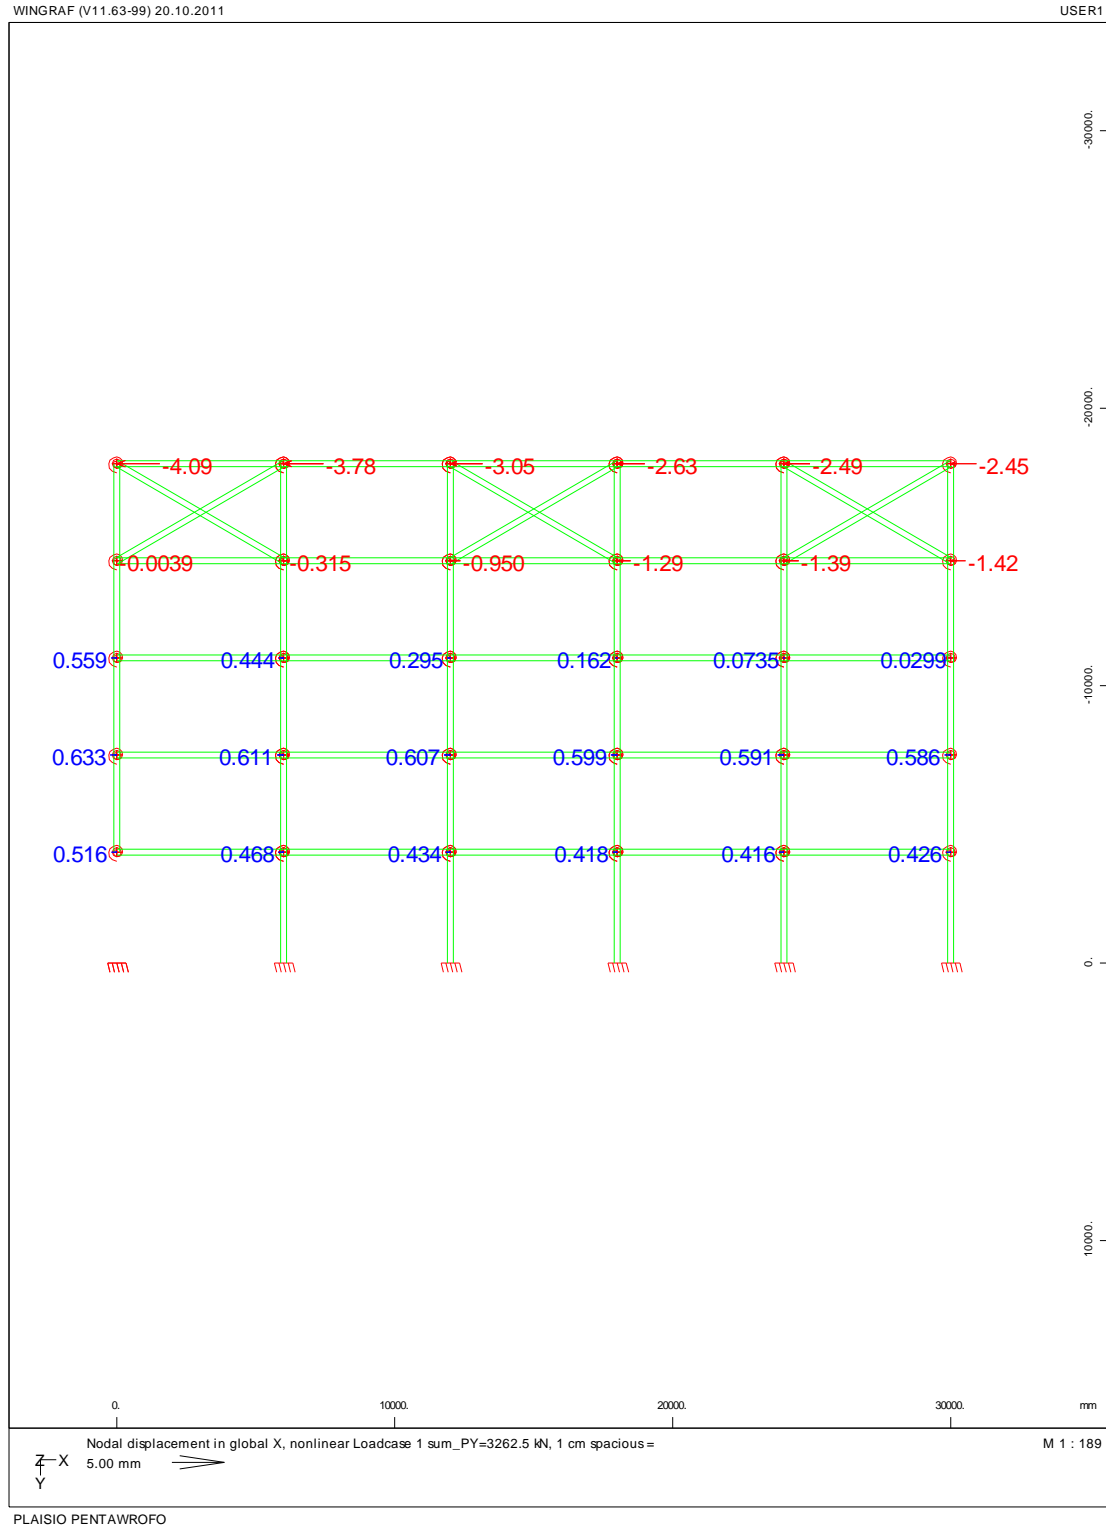 WINGRAF (V11.63-99) 20.10.2011 USER1
-30000.
-20000.
-4.09 -3.78 -3.05 -2.63 -2.49 -2.45
-0.0039 -0.315 -0.950 -1.29 -1.39 -1.42
0.559 0.444 0.295 0.162 0.0735 0.0299
-10000.
0.633 0.611 0.607 0.599 0.591 0.586
0.516 0.468 0.434 0.418 0.416 0.426
0.
10000.
0. 10000. 20000. 30000. mm
Nodal displacement in global X, nonlinear Loadcase 1 sum_PY=3262.5 kN, 1 cm spacious = M 1 : 189
Z X 5.00 mm
Y
PLAISIO PENTAWROFO